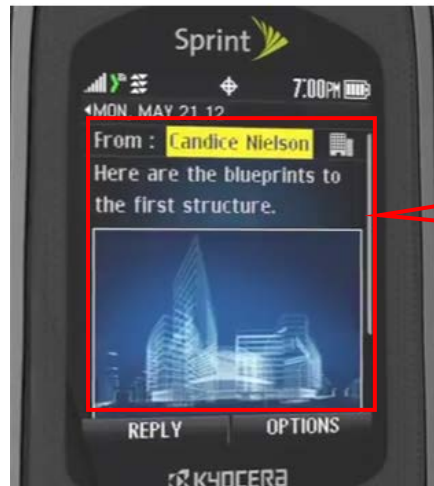 Sprint
7:00PM
MON, MAY 21 12
From : Candice Nielson
Here are the blueprints to
the first structure.
REPLY
OPTIONS
KYOCERA